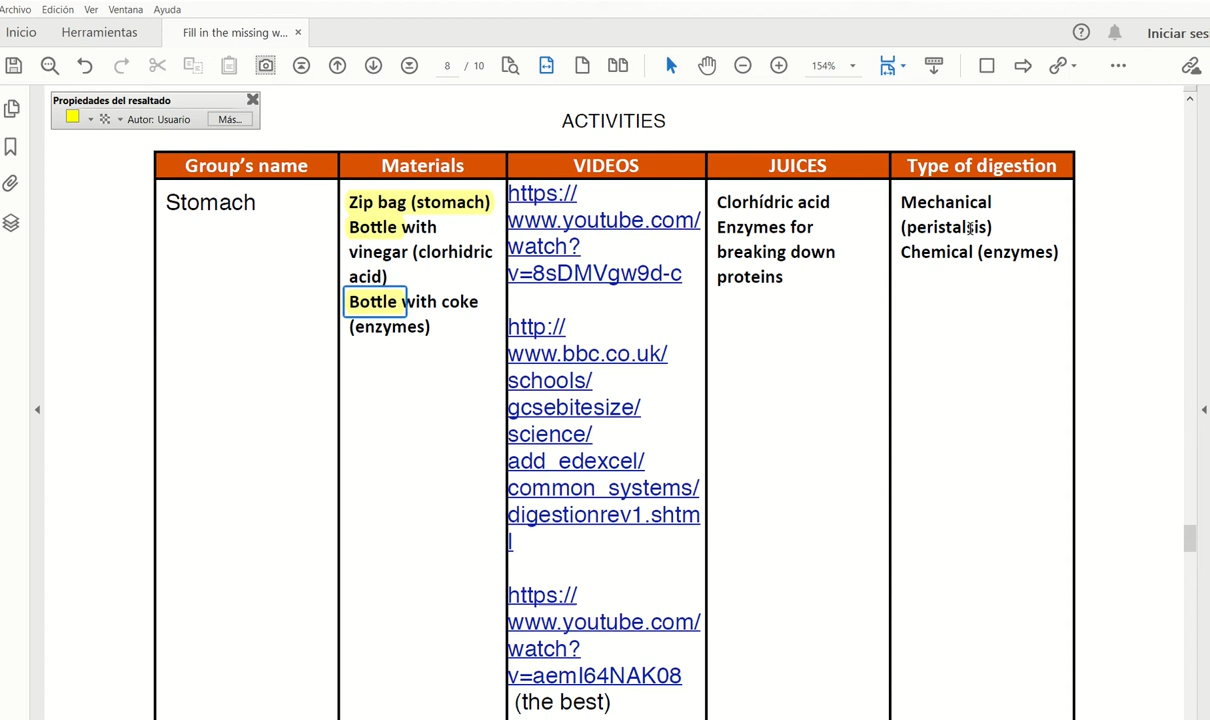 Archivo Edición Ver Ventana Ayuda
Inicio Herramientas Fill in the missing w... × Iniciar ses
8 / 10 154%
Propiedades del resaltado
Autor: Usuario Más...
ACTIVITIES
Group's name Materials VIDEOS JUICES Type of digestion
Stomach
Zip bag (stomach)
Bottle with
vinegar (clorhidric
acid)
Bottle with coke
(enzymes)
https://
www.youtube.com/
watch?
v=8sDMVgw9d-c
http://
www.bbc.co.uk/
schools/
gcsebitesize/
science/
add_edexcel/
common_systems/
digestionrev1.shtm
l
https://
www.youtube.com/
watch?
v=aemI64NAK08
(the best)
Clorhídric acid
Enzymes for
breaking down
proteins
Mechanical
(peristalsis)
Chemical (enzymes)